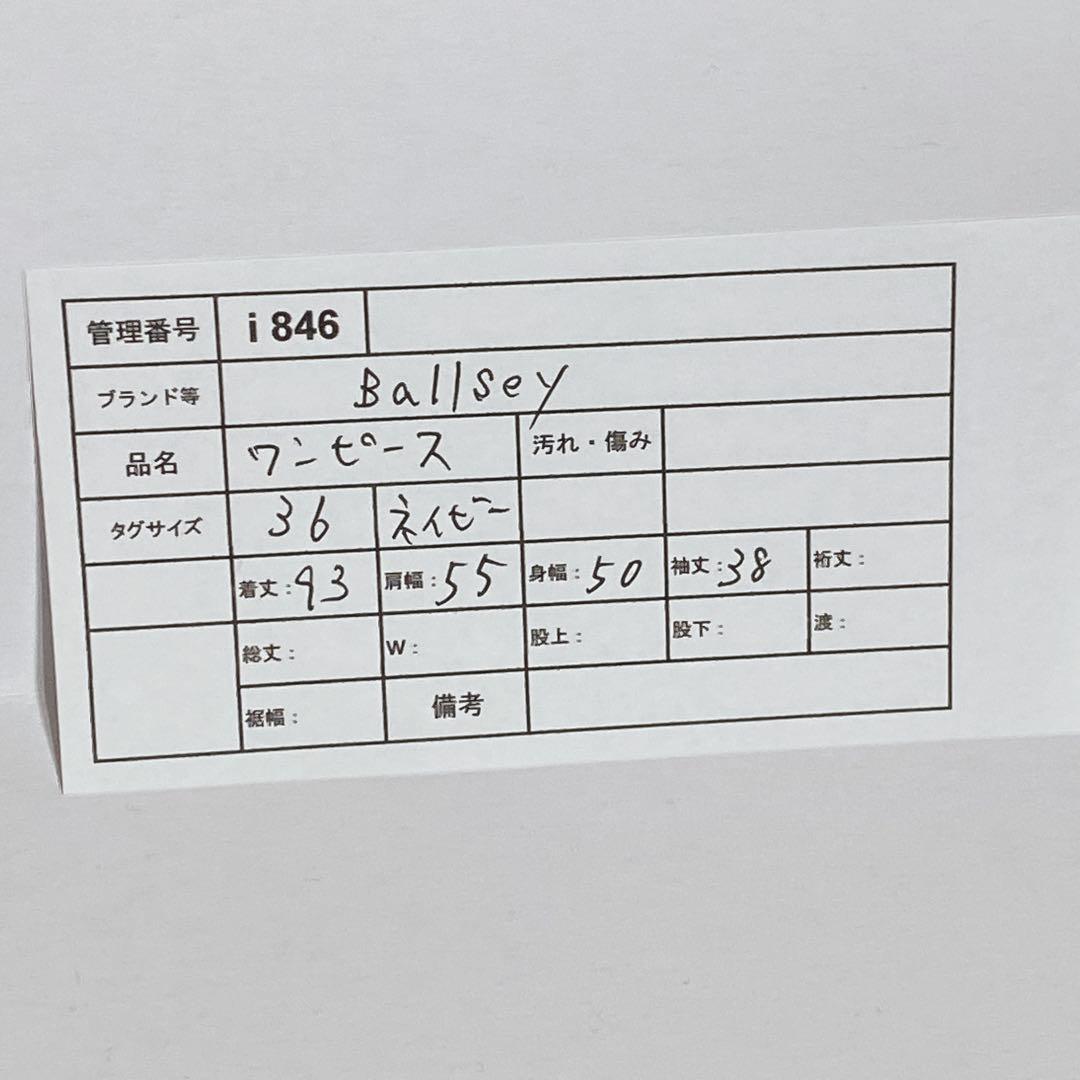 管理番号 i 846
ブランド等 Ballsey
品名 ワンピース 汚れ・傷み
タグサイズ 36 ネイビー
着丈:93 肩幅:55 身幅:50 袖丈:38 裄丈:
総丈: W: 股上: 股下: 渡:
裾幅: 備考